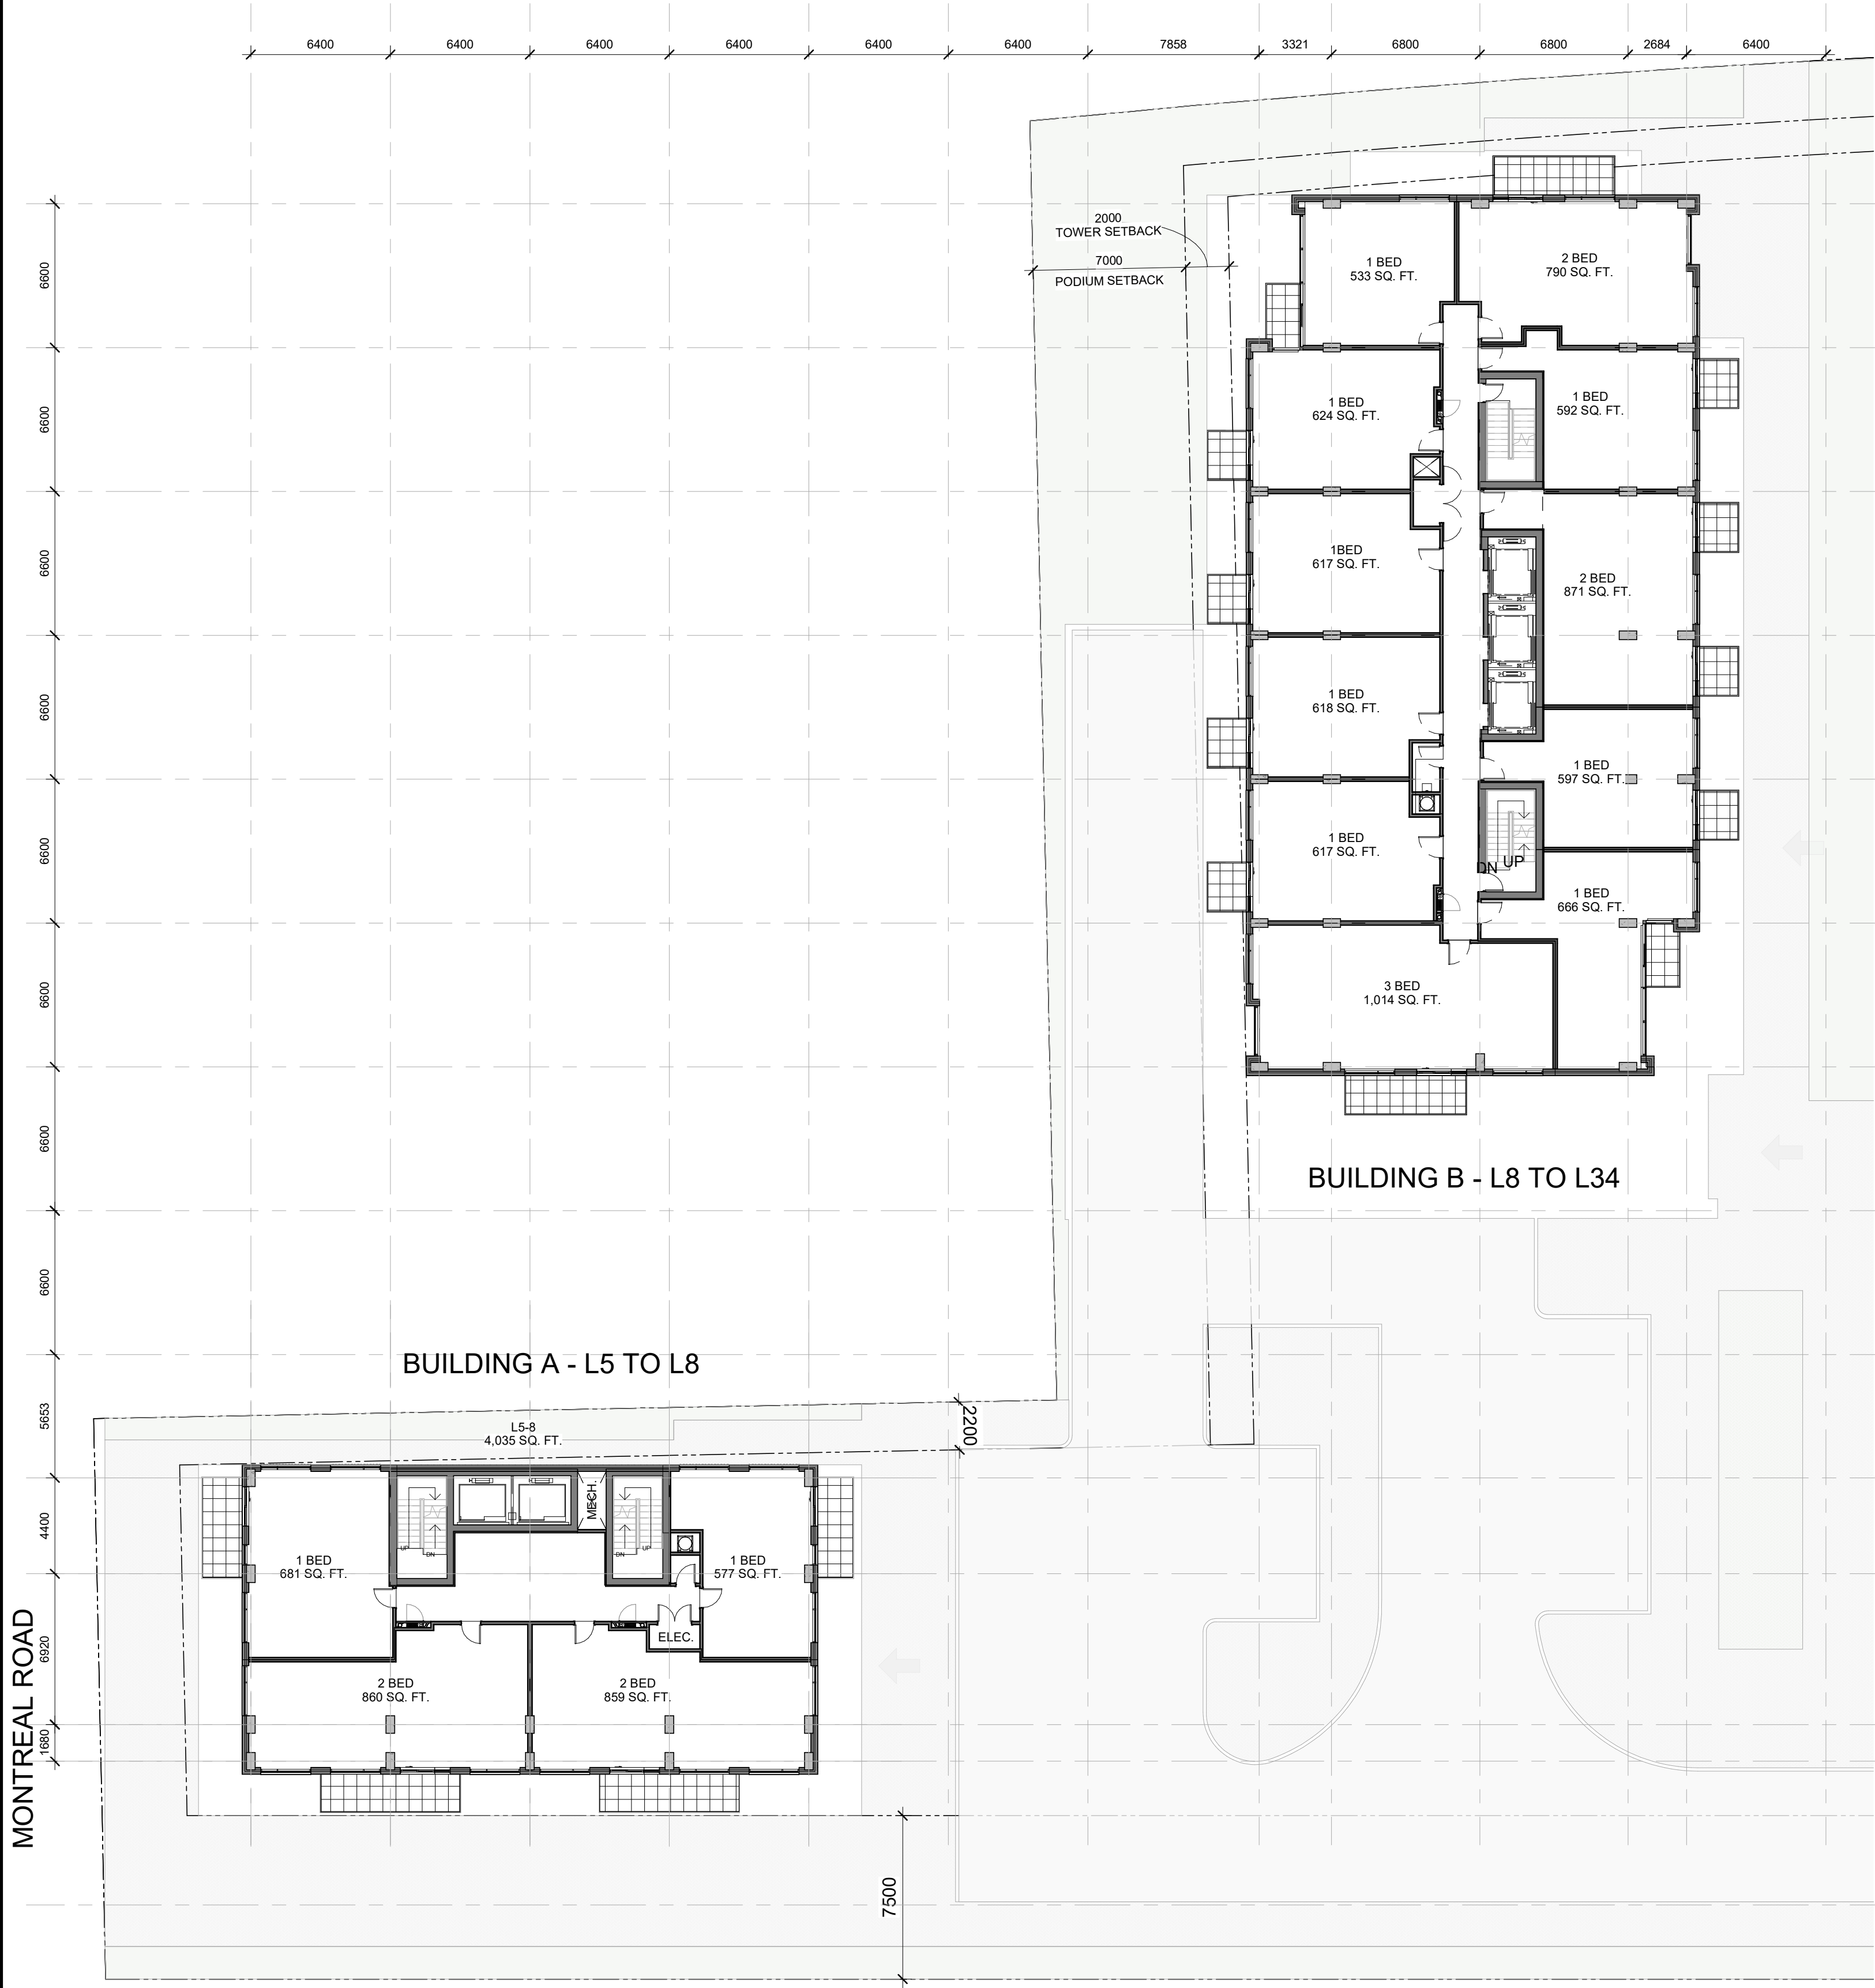 6400
6400
6400
6400
6400
6400
7858
3321
6800
6800
2684
6400
6600
6600
6600
6600
6600
6600
6600
6600
5653
4400
6920
1680
MONTREAL ROAD
2000
TOWER SETBACK
7000
PODIUM SETBACK
1 BED
533 SQ. FT.
2 BED
790 SQ. FT.
1 BED
624 SQ. FT.
1 BED
592 SQ. FT.
1BED
617 SQ. FT.
2 BED
871 SQ. FT.
1 BED
618 SQ. FT.
1 BED
597 SQ. FT.
1 BED
617 SQ. FT.
DN
UP
1 BED
666 SQ. FT.
3 BED
1,014 SQ. FT.
BUILDING B - L8 TO L34
BUILDING A - L5 TO L8
L5-8
4,035 SQ. FT.
2200
MECH.
UP
DN
DN
UP
1 BED
681 SQ. FT.
1 BED
577 SQ. FT.
ELEC.
2 BED
860 SQ. FT.
2 BED
859 SQ. FT.
7500